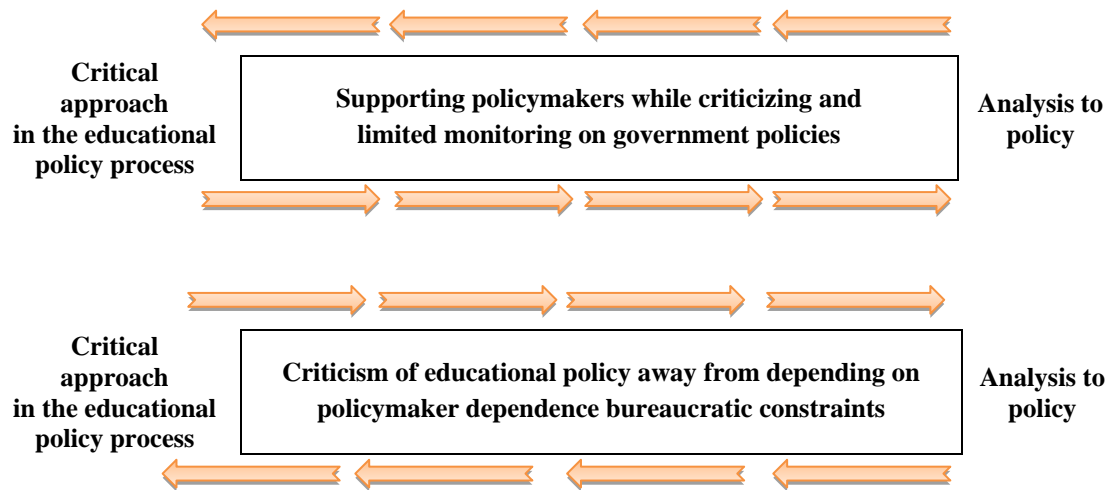 Critical
approach
in the educational
policy process
Supporting policymakers while criticizing and
limited monitoring on government policies
Analysis to
policy
Critical
approach
in the educational
policy process
Criticism of educational policy away from depending on
policymaker dependence bureaucratic constraints
Analysis to
policy